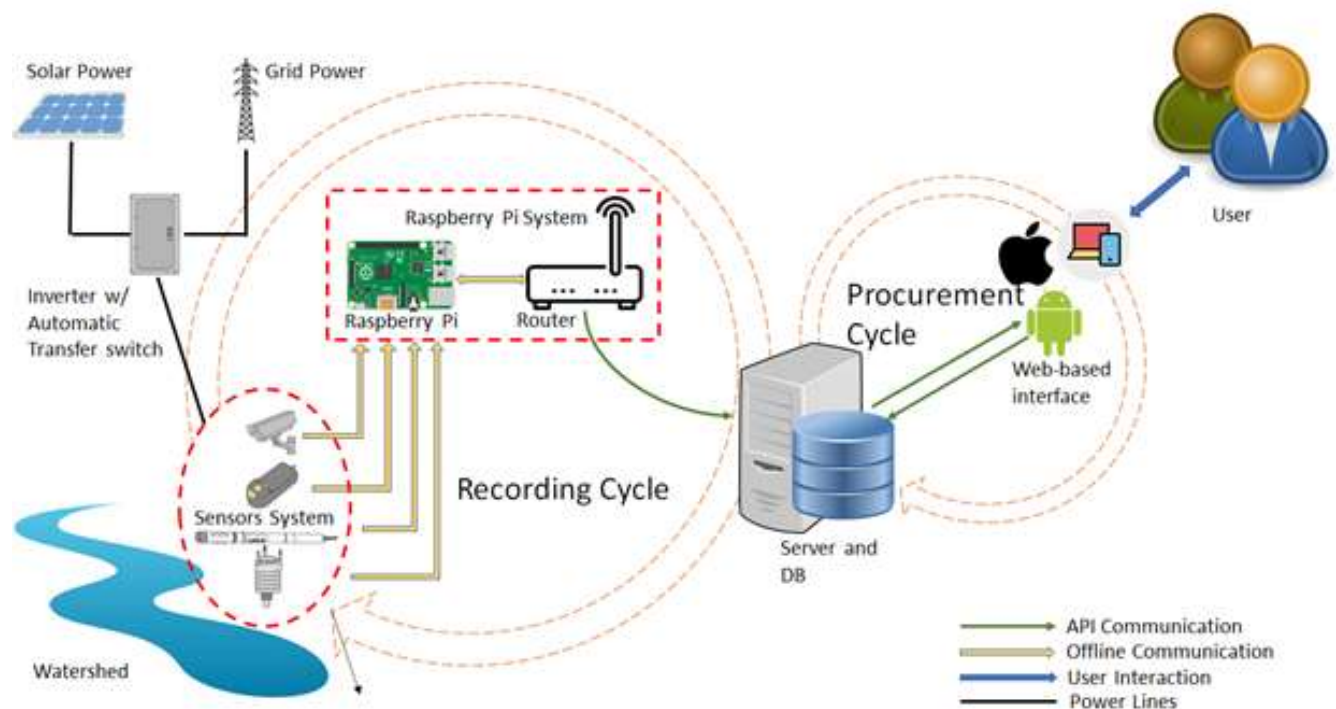 Solar Power
Grid Power
Inverter w/
Automatic
Transfer switch
Raspberry Pi System
Raspberry Pi
Router
Sensors System
Recording Cycle
Watershed
Procurement
Cycle
Server and
DB
Web-based
interface
User
API Communication
Offline Communication
User Interaction
Power Lines